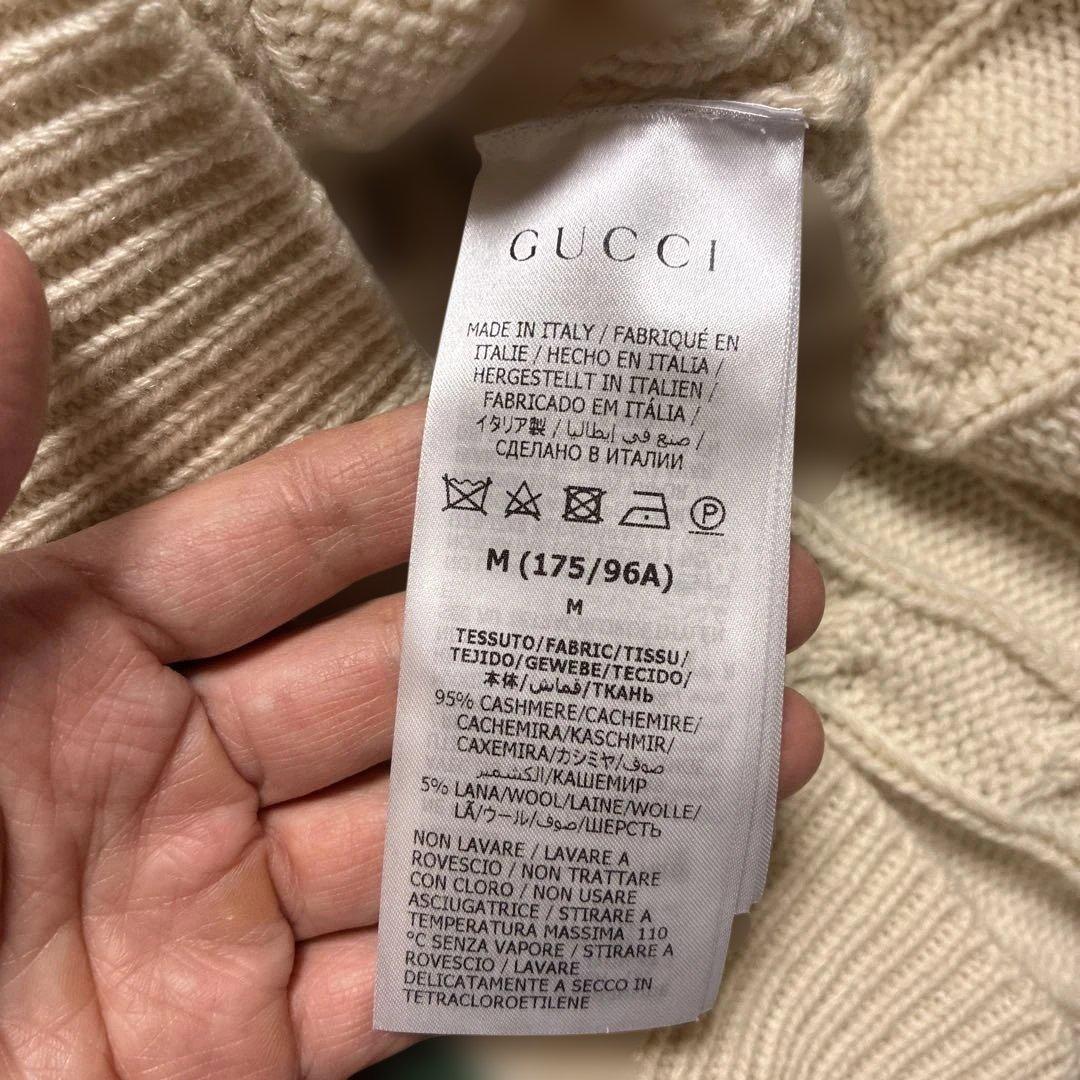 GUCCI
MADE IN ITALY / FABRIQUÉ EN
ITALIE / HECHO EN ITALIA /
HERGESTELLT IN ITALIEN /
FABRICADO EM ITÁLIA /
イタリア製 / صنع في إيطاليا /
СДЕЛАНО В ИТАЛИИ
P
M (175/96A)
M
TESSUTO/FABRIC/TISSU/
TEJIDO/GEWEBE/TECIDO/
本体/قماش/ТКАНЬ
95% CASHMERE/CACHEMIRE/
CACHEMIRA/KASCHMIR/
CAXEMIRA/カシミヤ/صوف
الكشمير/КАШЕМИР
5% LANA/WOOL/LAINE/WOLLE/
LÃ/ウール/صوف/ШЕРСТЬ
NON LAVARE / LAVARE A
ROVESCIO / NON TRATTARE
CON CLORO / NON USARE
ASCIUGATRICE / STIRARE A
TEMPERATURA MASSIMA 110
°C SENZA VAPORE / STIRARE A
ROVESCIO / LAVARE
DELICATAMENTE A SECCO IN
TETRACLOROETILENE